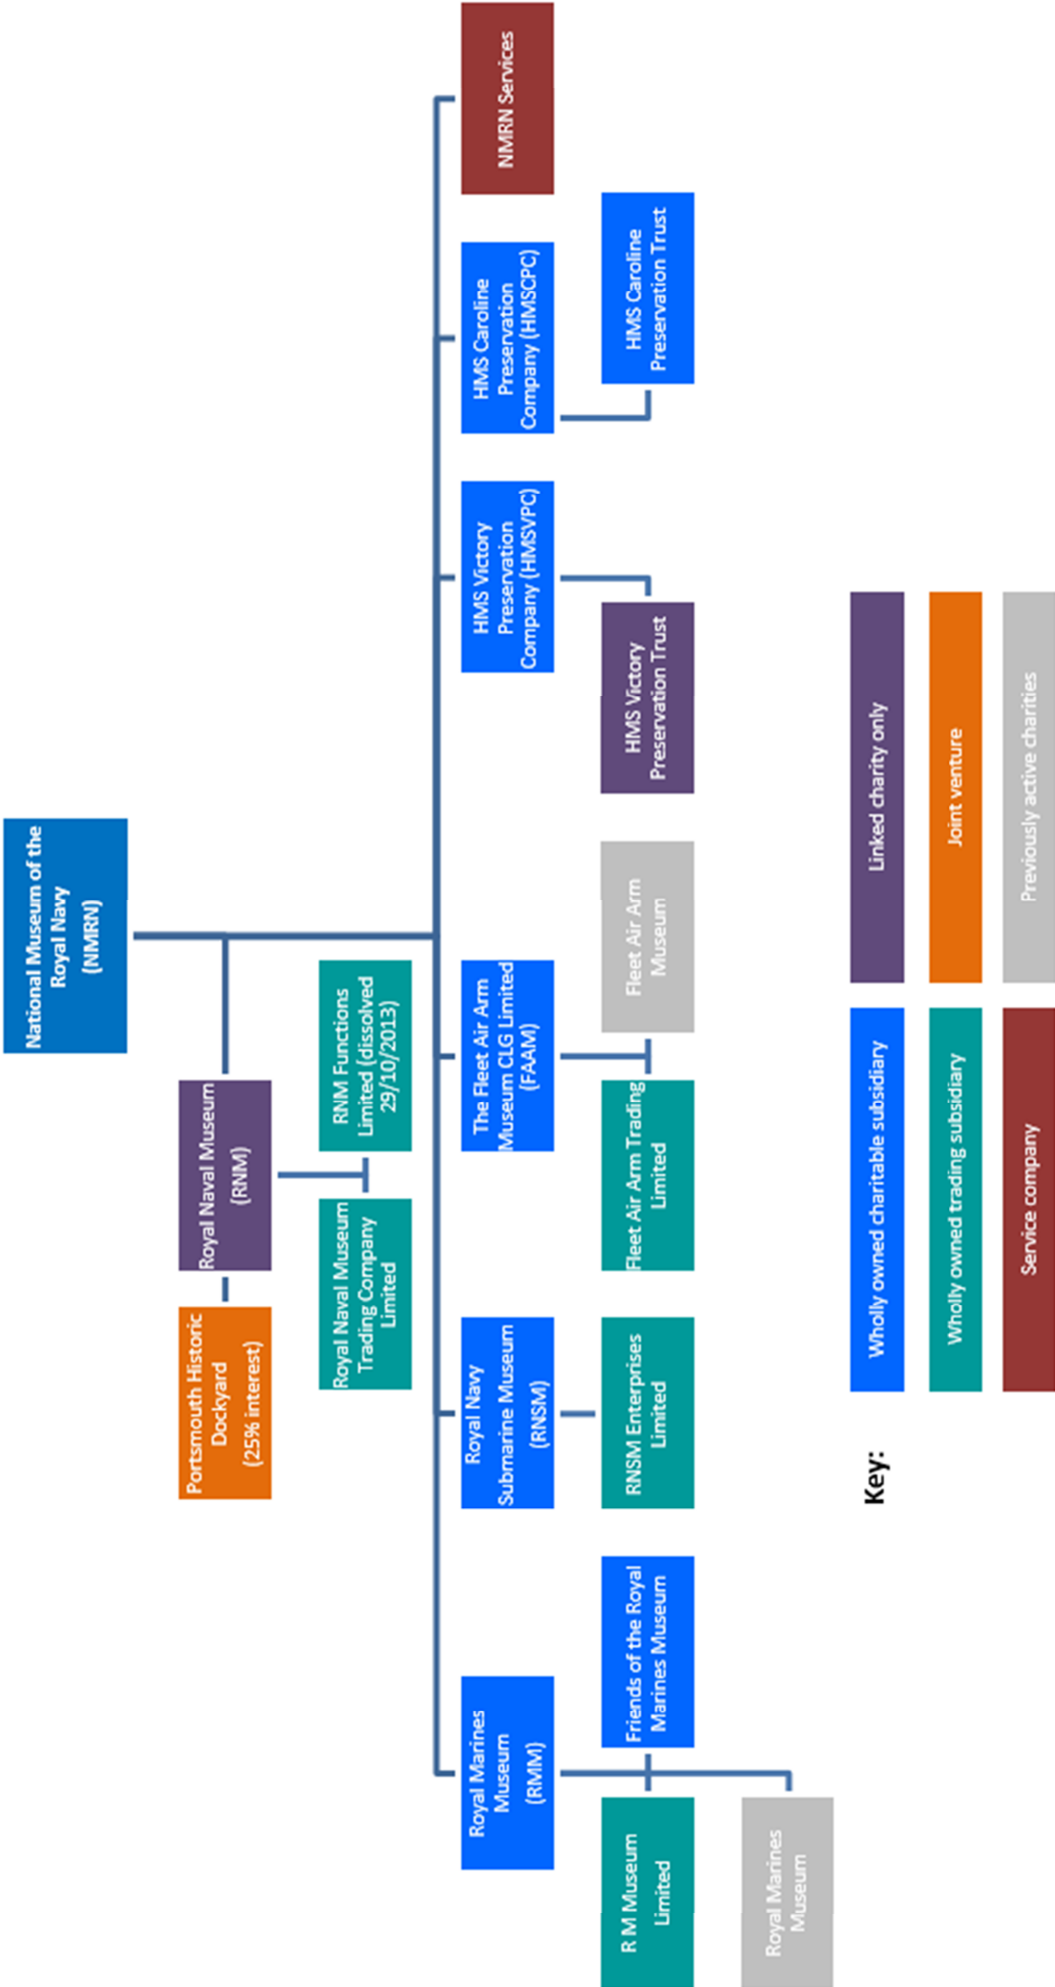 National Museum of the
Royal Navy
(NMRN)
Portsmouth Historic
Dockyard
(25% interest)
Royal Naval Museum
(RNM)
Royal Naval Museum
Trading Company
Limited
RNM Functions
Limited (dissolved
29/10/2013)
Royal Marines
Museum
(RMM)
Royal Navy
Submarine Museum
(RNSM)
The Fleet Air Arm
Museum CLG Limited
(FAAM)
HMS Victory
Preservation
Company (HMSVPC)
HMS Caroline
Preservation
Company (HMSCPC)
NMRN Services
R M Museum
Limited
Friends of the Royal
Marines Museum
RNSM Enterprises
Limited
Fleet Air Arm Trading
Limited
Fleet Air Arm
Museum
HMS Victory
Preservation Trust
HMS Caroline
Preservation Trust
Royal Marines
Museum
Key:
Wholly owned charitable subsidiary
Linked charity only
Wholly owned trading subsidiary
Joint venture
Service company
Previously active charities